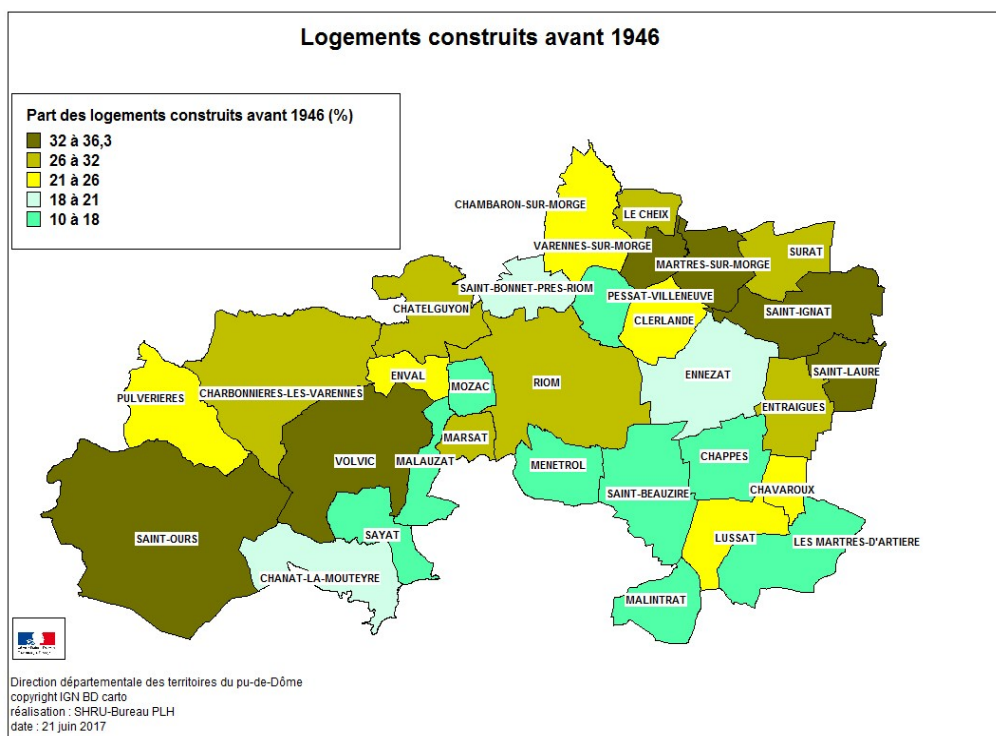 Logements construits avant 1946
Part des logements construits avant 1946 (%)
32 à 36,3
26 à 32
21 à 26
18 à 21
10 à 18
CHAMBARON-SUR-MORGE
LE CHEIX
VARENNES-SUR-MORGE
SURAT
MARTRES-SUR-MORGE
SAINT-BONNET-PRES-RIOM
PESSAT-VILLENEUVE
CHATELGUYON
SAINT-IGNAT
CLERLANDE
ENVAL
ENNEZAT
SAINT-LAURE
MOZAC
RIOM
CHARBONNIERES-LES-VARENNES
PULVERIERES
ENTRAIGUES
MARSAT
CHAPPES
VOLVIC
MALAUZAT
MENETROL
CHAVAROUX
SAINT-BEAUZIRE
SAYAT
SAINT-OURS
LUSSAT
LES MARTRES-D'ARTIERE
CHANAT-LA-MOUTEYRE
MALINTRAT
Direction départementale des territoires du pu-de-Dôme
copyright IGN BD carto
réalisation : SHRU-Bureau PLH
date : 21 juin 2017